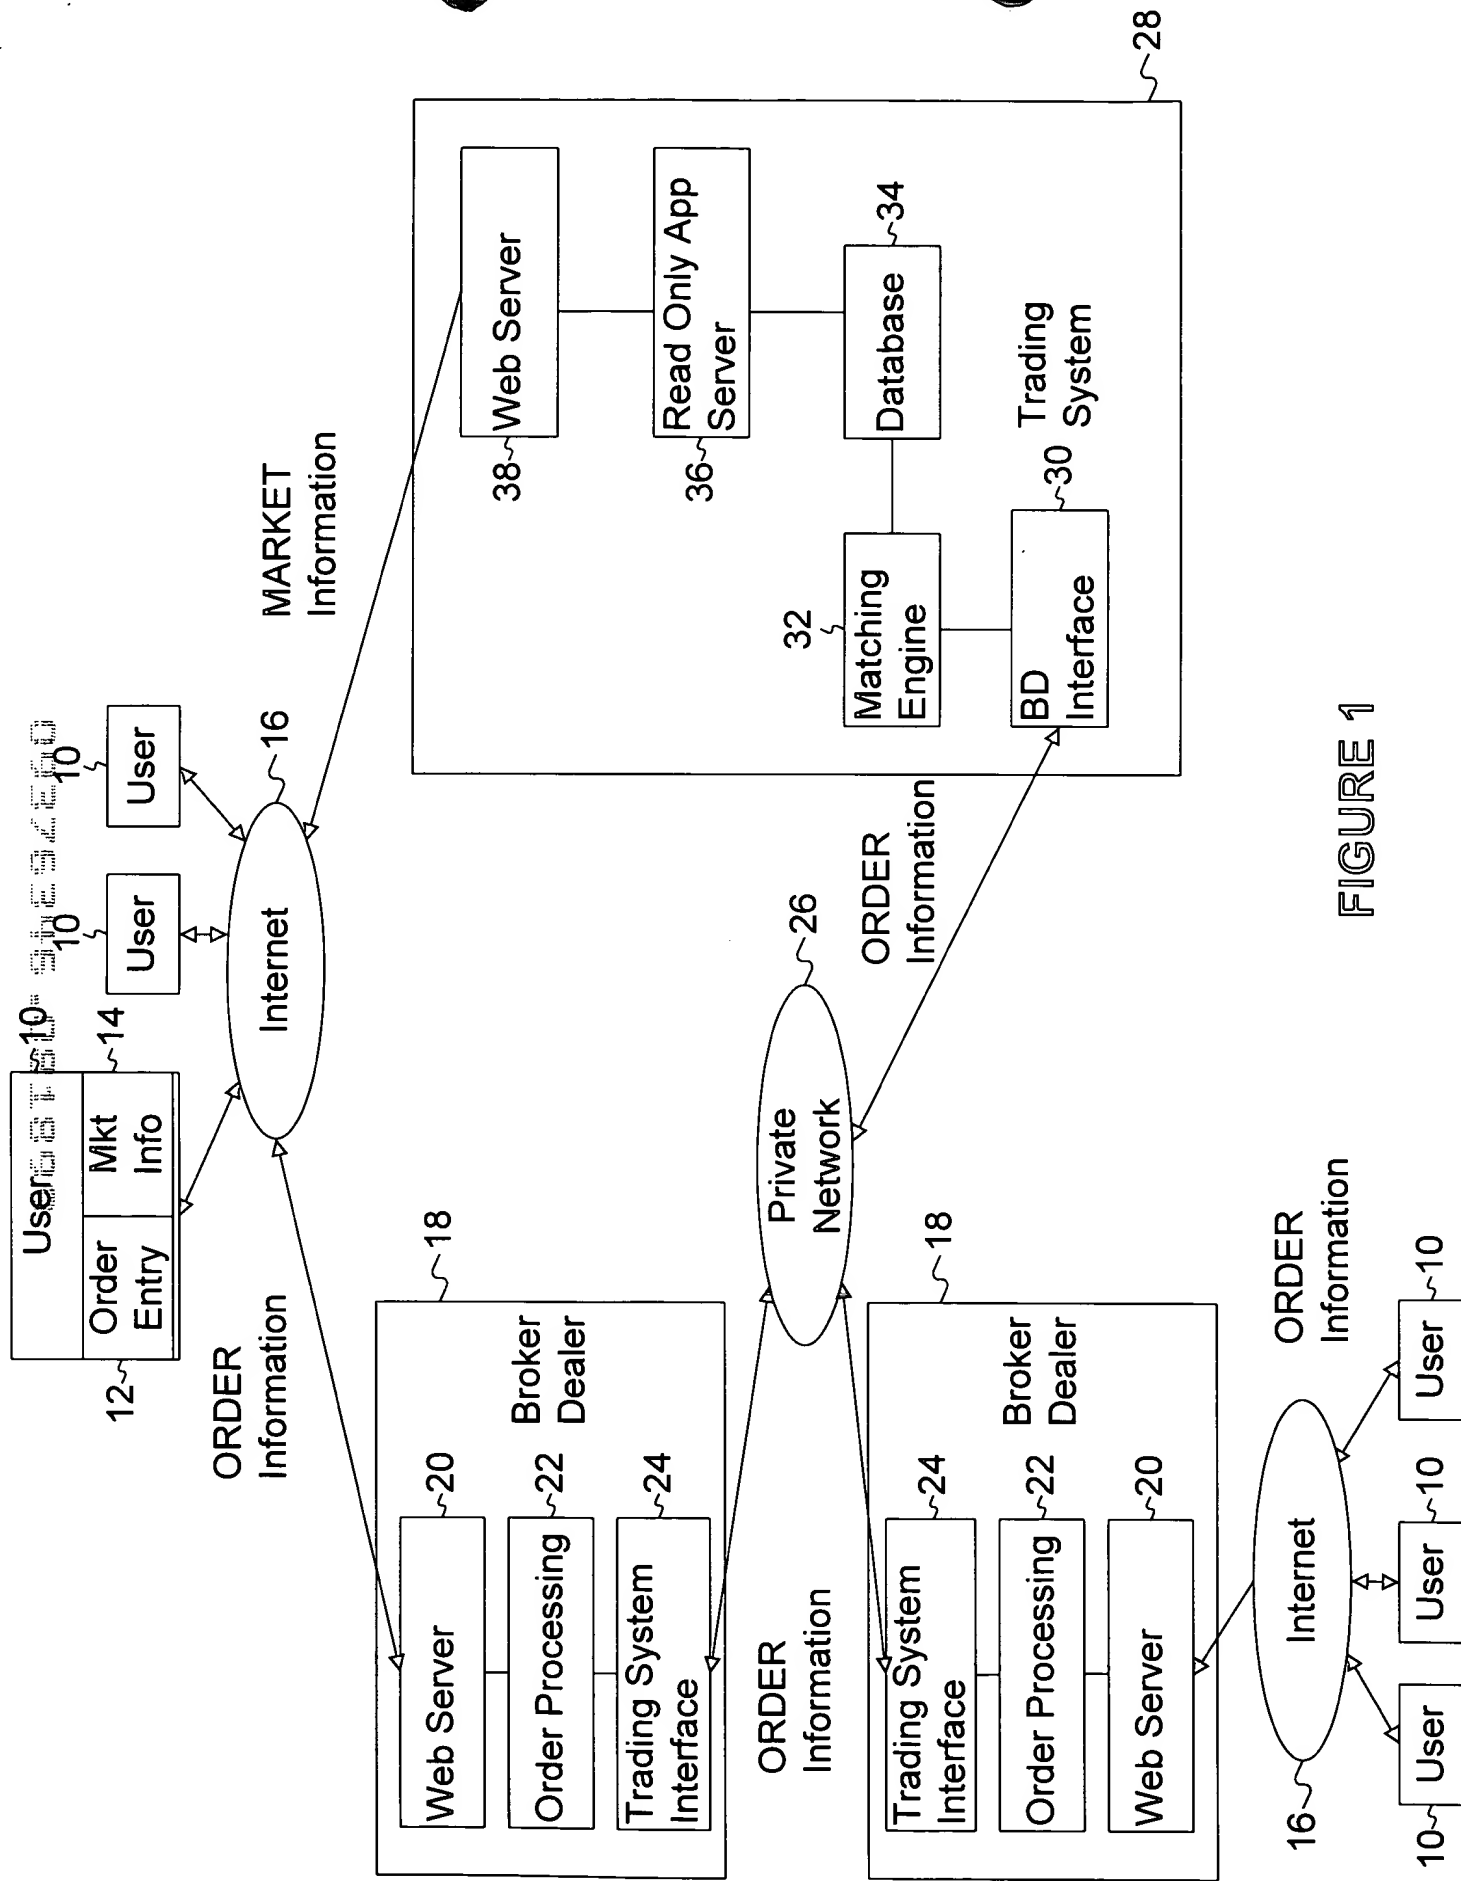 User
10
Order
Entry
Mkt
Info
12
14
10
User
10
User
Internet
16
ORDER
Information
MARKET
Information
18
Web Server
20
Order Processing
22
Trading System
Interface
24
Broker
Dealer
Private
Network
26
ORDER
Information
ORDER
Information
18
Trading System
Interface
24
Order Processing
22
Web Server
20
Broker
Dealer
Internet
16
ORDER
Information
User
10
User
10
User
10
28
38
Web Server
36
Read Only App
Server
Database
34
32
Matching
Engine
BD
Interface
30
Trading
System
FIGURE 1